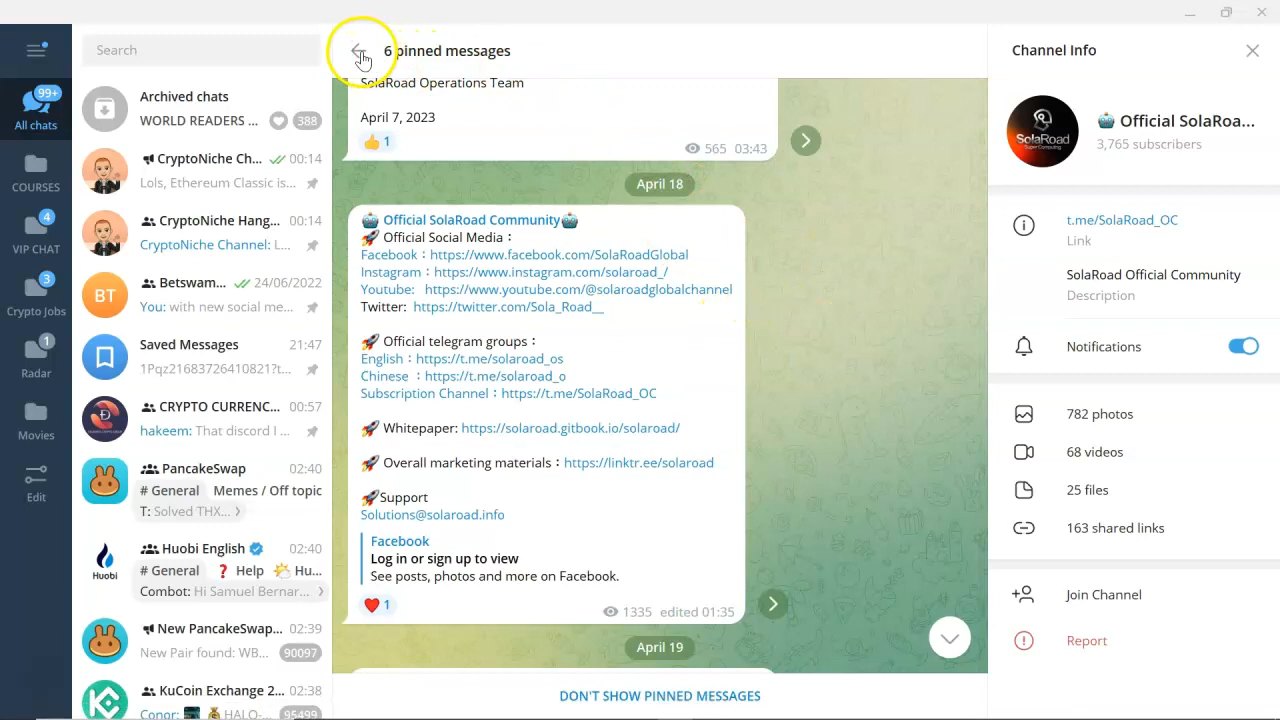 Search
6 pinned messages
Channel Info
99+
All chats
COURSES
4
VIP CHAT
3
Crypto Jobs
1
Radar
Movies
Edit
Archived chats
WORLD READERS ... 388
CryptoNiche Ch... 00:14
Lols, Ethereum Classic is...
CryptoNiche Hang... 00:14
CryptoNiche Channel: L...
BT
Betswam... 24/06/2022
You: with new social me...
Saved Messages 21:47
1Pqz21683726410821?t...
CRYPTO CURRENC... 00:57
hakeem: That discord I ...
PancakeSwap 02:40
# General Memes / Off topic
T: Solved THX... >
Huobi
Huobi English 02:40
# General ❓ Help 🌤 Hu...
Combot: Hi Samuel Bernar... >
New PancakeSwap... 02:39
New Pair found: WB... 90097
KuCoin Exchange 2... 02:38
Conor: 💰 HALO-... 95499
SolaRoad Operations Team
April 7, 2023
👍 1
565 03:43
April 18
🤖 Official SolaRoad Community🤖
🚀 Official Social Media：
Facebook：https://www.facebook.com/SolaRoadGlobal
Instagram：https://www.instagram.com/solaroad_/
Youtube: https://www.youtube.com/@solaroadglobalchannel
Twitter: https://twitter.com/Sola_Road__
🚀 Official telegram groups：
English：https://t.me/solaroad_os
Chinese ：https://t.me/solaroad_o
Subscription Channel：https://t.me/SolaRoad_OC
🚀 Whitepaper: https://solaroad.gitbook.io/solaroad/
🚀 Overall marketing materials：https://linktr.ee/solaroad
🚀Support
Solutions@solaroad.info
Facebook
Log in or sign up to view
See posts, photos and more on Facebook.
❤️ 1
1335 edited 01:35
April 19
DON'T SHOW PINNED MESSAGES
SolaRoad
Super Computing
🤖 Official SolaRoa...
3,765 subscribers
t.me/SolaRoad_OC
Link
SolaRoad Official Community
Description
Notifications
782 photos
68 videos
25 files
163 shared links
Join Channel
Report